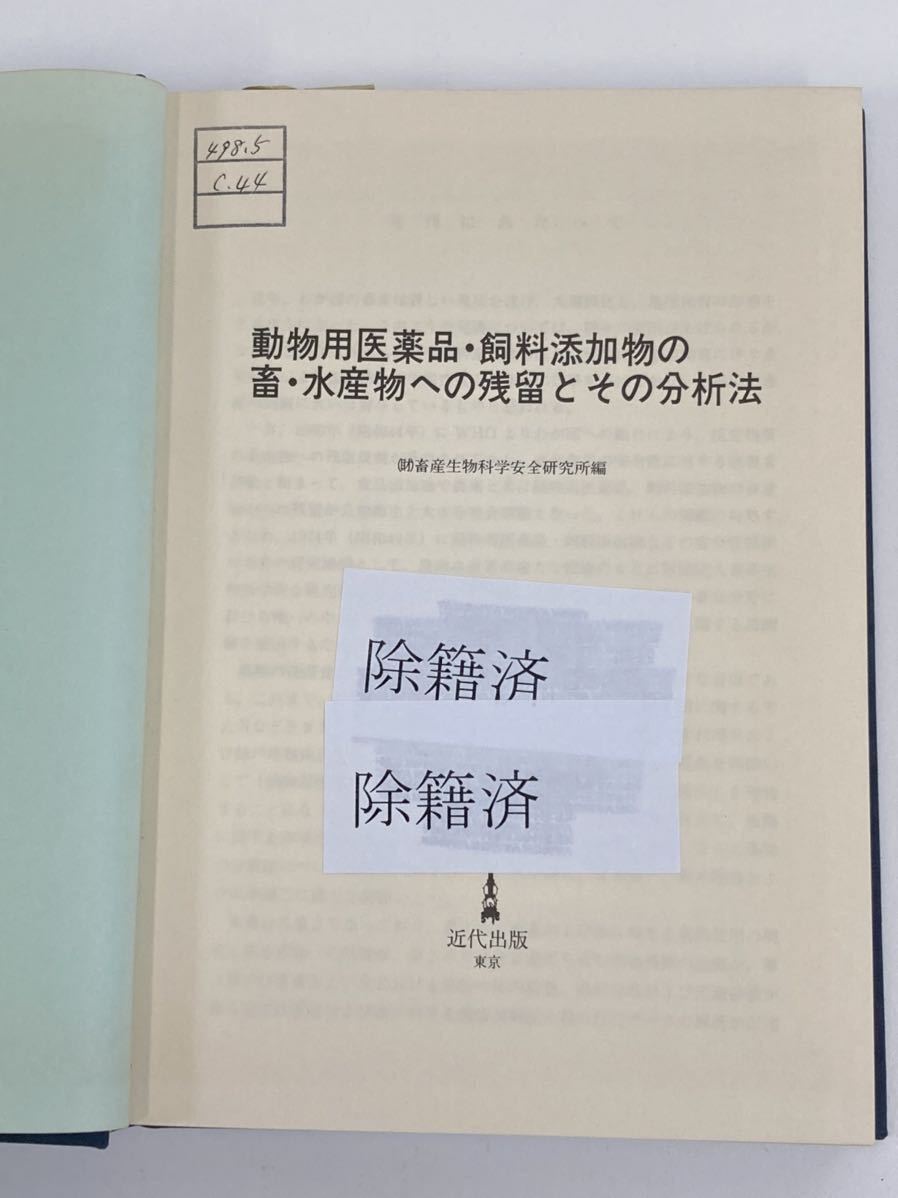 498.5
C.44
動物用医薬品・飼料添加物の
畜・水産物への残留とその分析法
㈶畜産生物科学安全研究所編
除籍済
除籍済
近代出版
東京